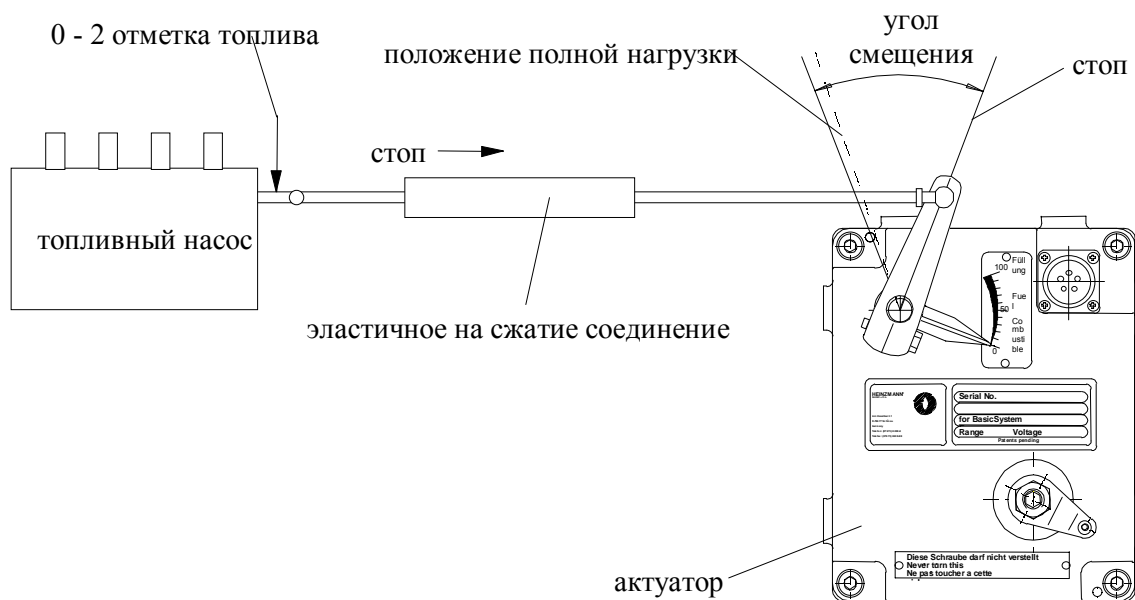 0 - 2 отметка топлива
положение полной нагрузки
угол
смещения
стоп
стоп
топливный насос
эластичное на сжатие соединение
100
Füll
ung
Fue
l
50
Co
mb
usti
ble
0
HEINZMANN
Serial No.
for BasicSystem
Range Voltage
Patents pending
Diese Schraube darf nicht verstellt
Never torn this
Ne pas toucher a cette
актуатор